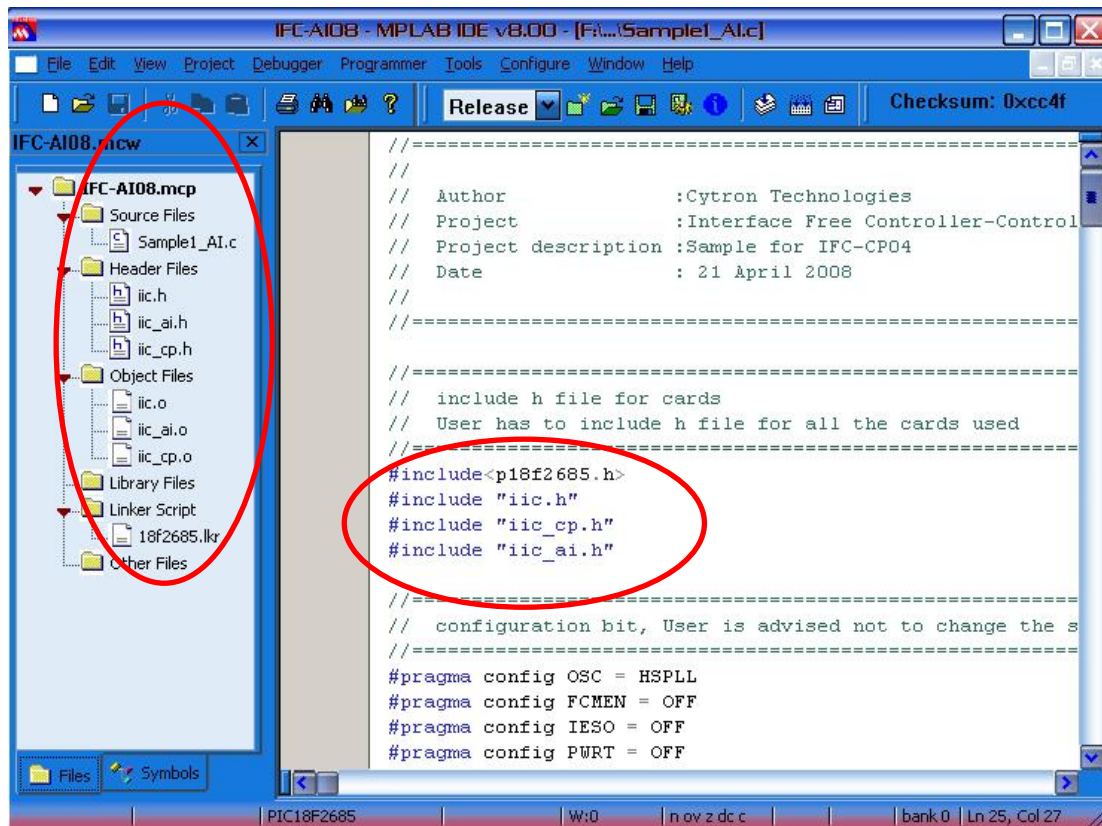 IFC-AI08 - MPLAB IDE v8.00 - [F:\...\Sample1_AI.c]
File Edit View Project Debugger Programmer Tools Configure Window Help
Release Checksum: 0xcc4f
IFC-AI08.mcw
IFC-AI08.mcp
Source Files
Sample1_AI.c
Header Files
iic.h
iic_ai.h
iic_cp.h
Object Files
iic.o
iic_ai.o
iic_cp.o
Library Files
Linker Script
18f2685.lkr
Other Files
Files Symbols
//==========================================================
//
// Author :Cytron Technologies
// Project :Interface Free Controller-Control
// Project description :Sample for IFC-CP04
// Date : 21 April 2008
//
//==========================================================
//==========================================================
// include h file for cards
// User has to include h file for all the cards used
//==========================================================
#include<p18f2685.h>
#include "iic.h"
#include "iic_cp.h"
#include "iic_ai.h"
//==========================================================
// configuration bit, User is advised not to change the s
//==========================================================
#pragma config OSC = HSPLL
#pragma config FCMEN = OFF
#pragma config IESO = OFF
#pragma config PWRT = OFF
PIC18F2685 W:0 n ov z dc c bank 0 Ln 25, Col 27